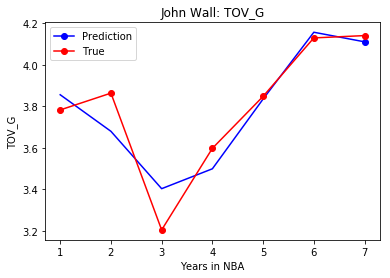 John Wall: TOV_G
Prediction
True
TOV_G
4.2
4.0
3.8
3.6
3.4
3.2
1 2 3 4 5 6 7
Years in NBA